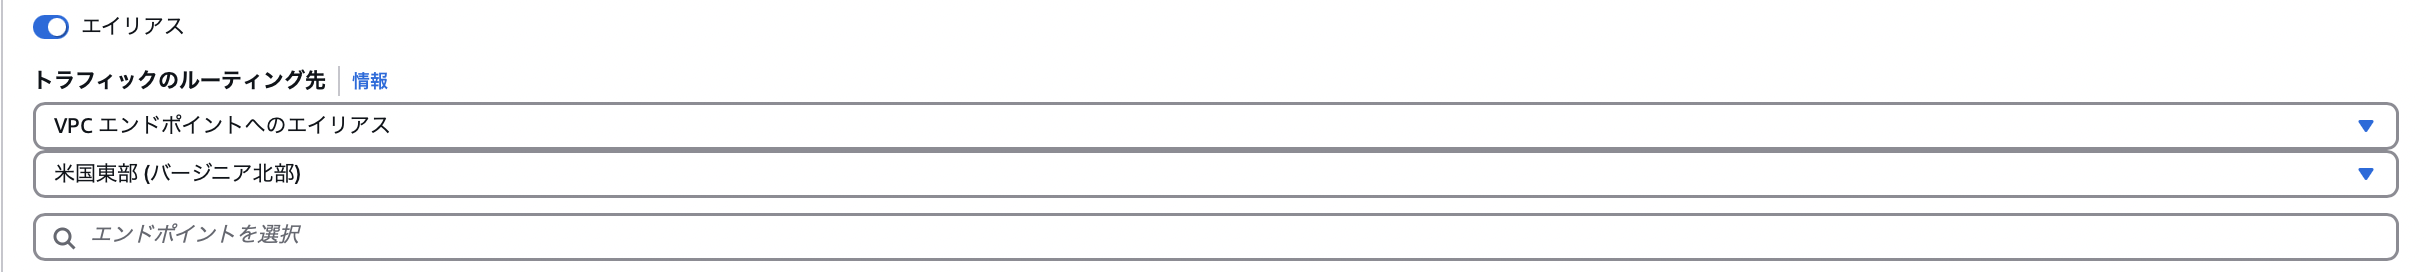 エイリアス
トラフィックのルーティング先 情報
VPC エンドポイントへのエイリアス
米国東部 (バージニア北部)
エンドポイントを選択